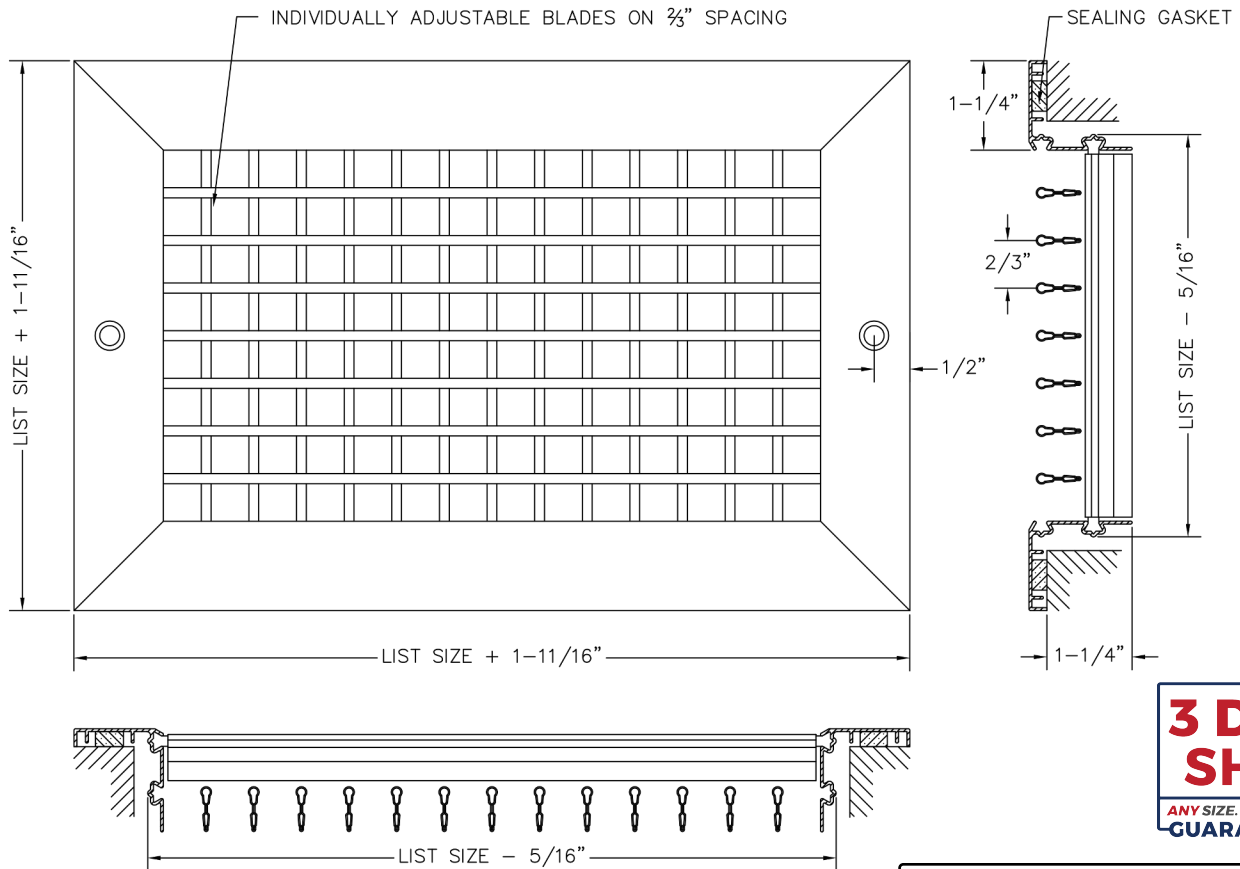 INDIVIDUALLY ADJUSTABLE BLADES ON ⅔" SPACING
SEALING GASKET
1-1/4"
LIST SIZE + 1-11/16"
2/3"
LIST SIZE - 5/16"
1/2"
LIST SIZE + 1-11/16"
1-1/4"
3 D
SH
ANY SIZE.
GUARA
LIST SIZE - 5/16"